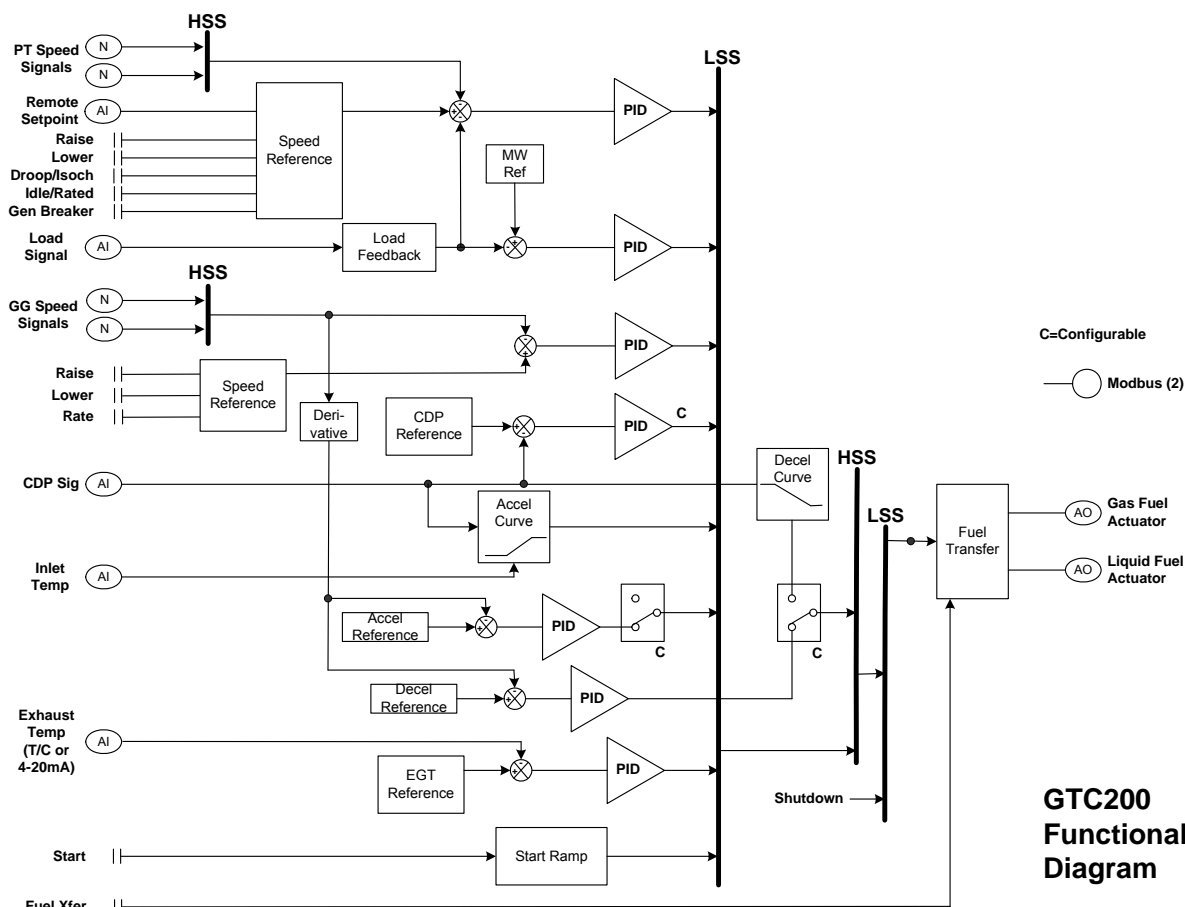 HSS
PT Speed
Signals
N
N
Remote
Setpoint
AI
Raise
Lower
Droop/Isoch
Idle/Rated
Gen Breaker
Speed
Reference
Load
Signal
AI
Load
Feedback
MW
Ref
PID
PID
LSS
HSS
GG Speed
Signals
N
N
Raise
Lower
Rate
Speed
Reference
Deri-
vative
PID
CDP
Reference
PID
C
CDP Sig
AI
Accel
Curve
Decel
Curve
Inlet
Temp
AI
Accel
Reference
PID
C
Decel
Reference
PID
C
Exhaust
Temp
(T/C or
4-20mA)
AI
EGT
Reference
PID
Start
Start Ramp
Fuel Xfer
HSS
LSS
Shutdown
Fuel
Transfer
AO
Gas Fuel
Actuator
AO
Liquid Fuel
Actuator
C=Configurable
Modbus (2)
GTC200
Functional
Diagram